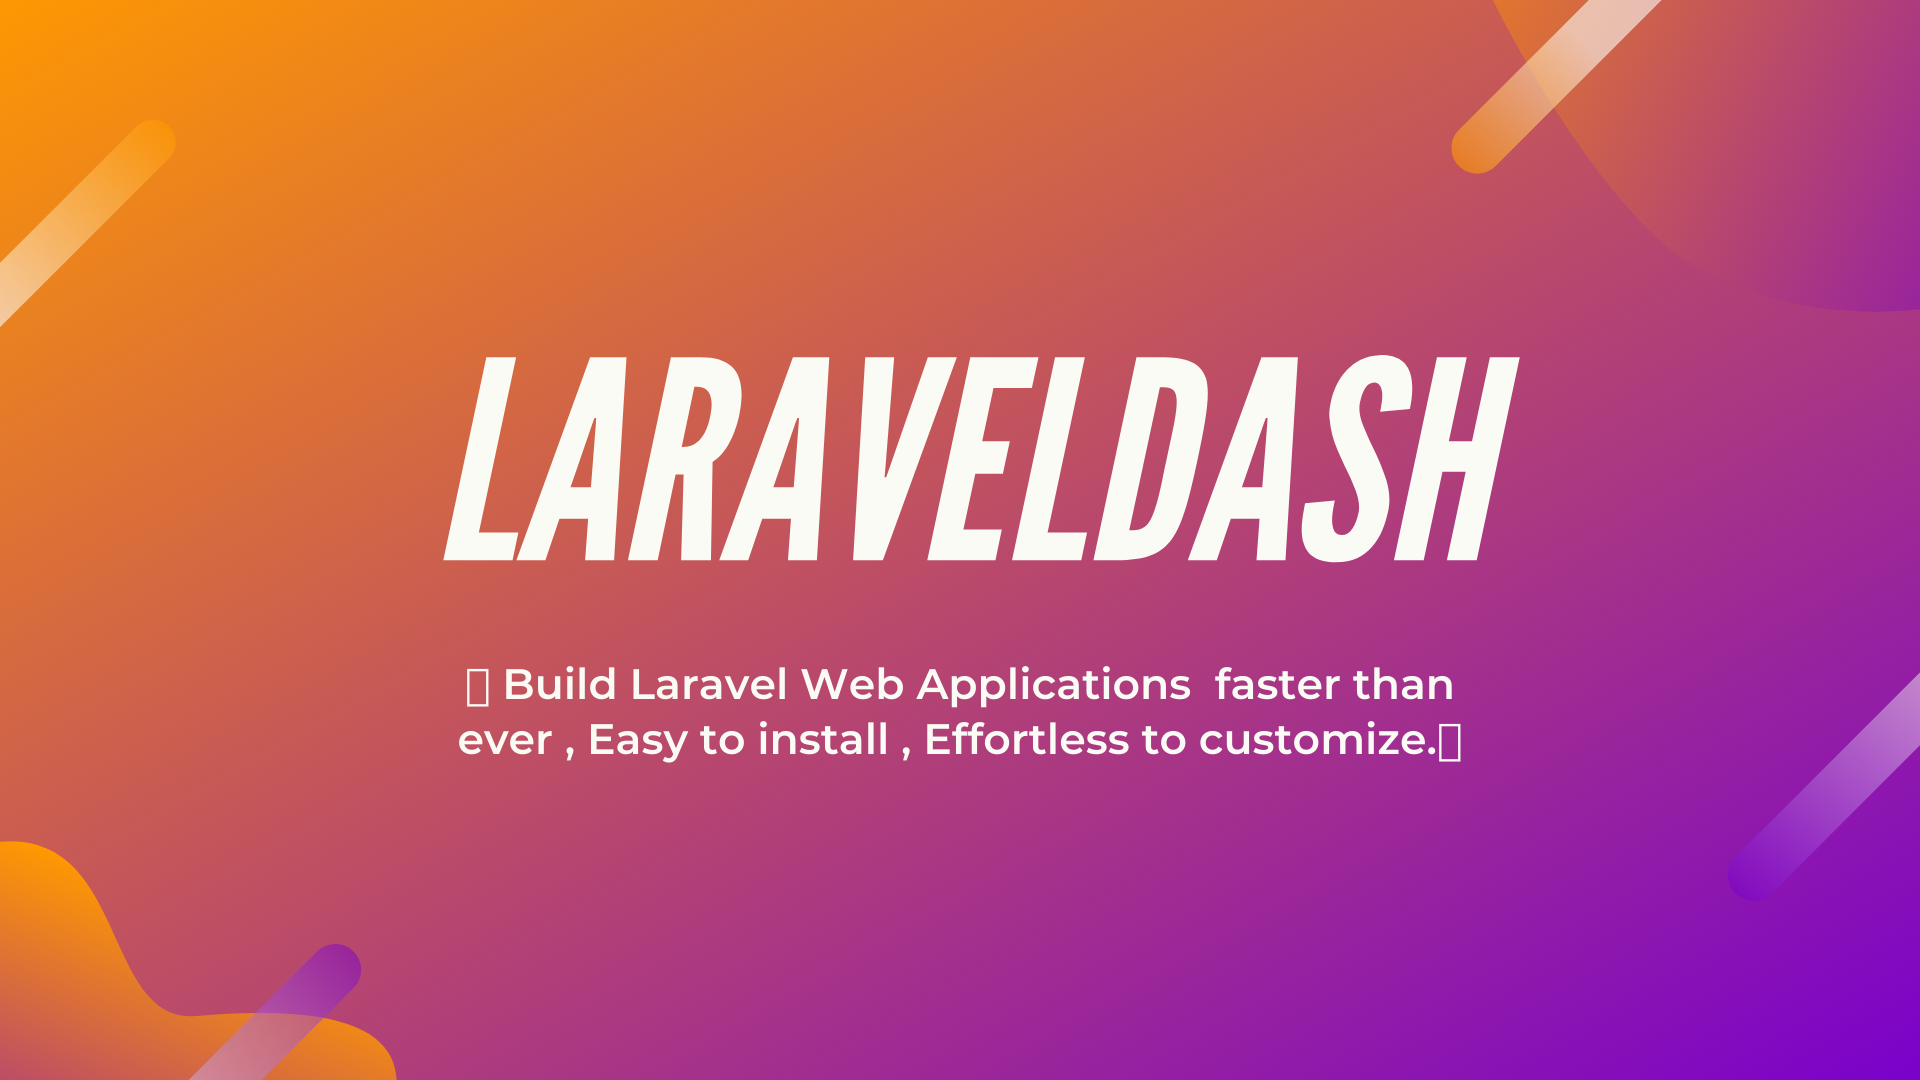 LARAVELDASH
▯ Build Laravel Web Applications  faster than
ever , Easy to install , Effortless to customize.▯